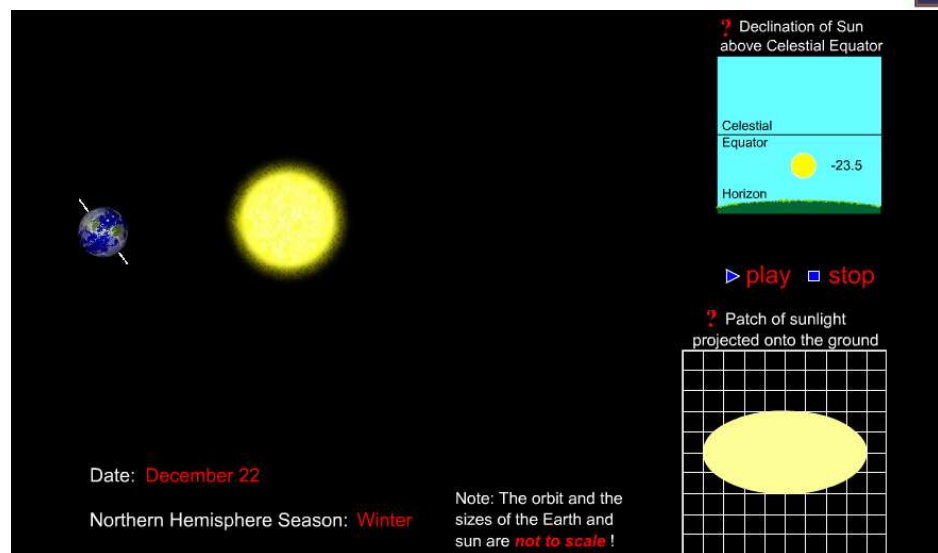 ? Declination of Sun
above Celestial Equator
Celestial
Equator
-23.5
Horizon
play stop
? Patch of sunlight
projected onto the ground
Date: December 22
Northern Hemisphere Season: Winter
Note: The orbit and the
sizes of the Earth and
sun are not to scale !